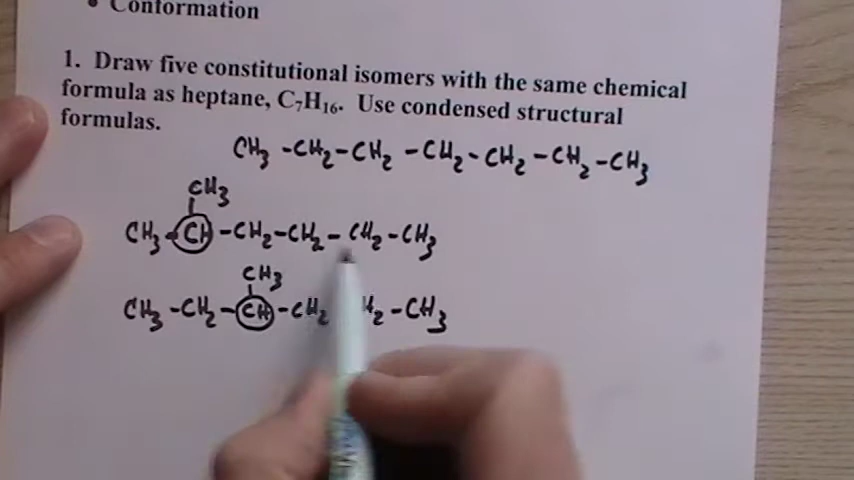 • Conformation
1. Draw five constitutional isomers with the same chemical
formula as heptane, C₇H₁₆. Use condensed structural
formulas.
CH₃-CH₂-CH₂-CH₂-CH₂-CH₂-CH₃
CH₃
CH₃-CH-CH₂-CH₂-CH₂-CH₃
CH₃
CH₃-CH₂-CH-CH₂ H₂-CH₃